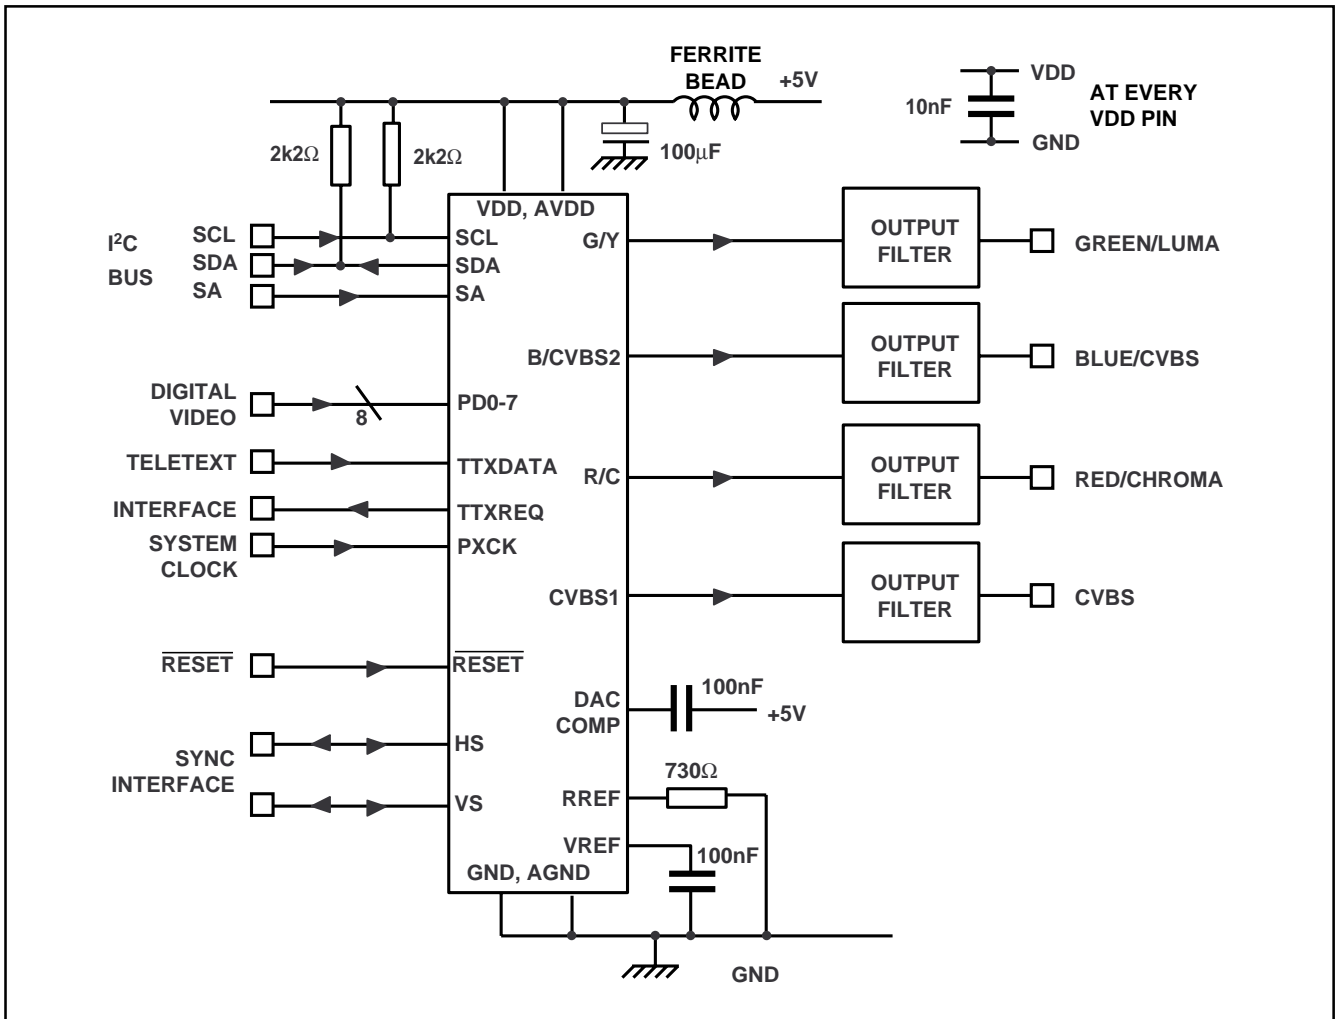 FERRITE
BEAD
+5V
VDD
10nF
AT EVERY
VDD PIN
GND
2k2Ω
2k2Ω
100μF
VDD, AVDD
I²C
BUS
SCL
SDA
SA
SCL
SDA
SA
G/Y
OUTPUT
FILTER
GREEN/LUMA
B/CVBS2
OUTPUT
FILTER
BLUE/CVBS
DIGITAL
VIDEO
8
PD0-7
TELETEXT
INTERFACE
TTXDATA
TTXREQ
R/C
OUTPUT
FILTER
RED/CHROMA
SYSTEM
CLOCK
PXCK
CVBS1
OUTPUT
FILTER
CVBS
RESET
RESET
DAC
COMP
100nF
+5V
SYNC
INTERFACE
HS
VS
730Ω
RREF
VREF
100nF
GND, AGND
GND